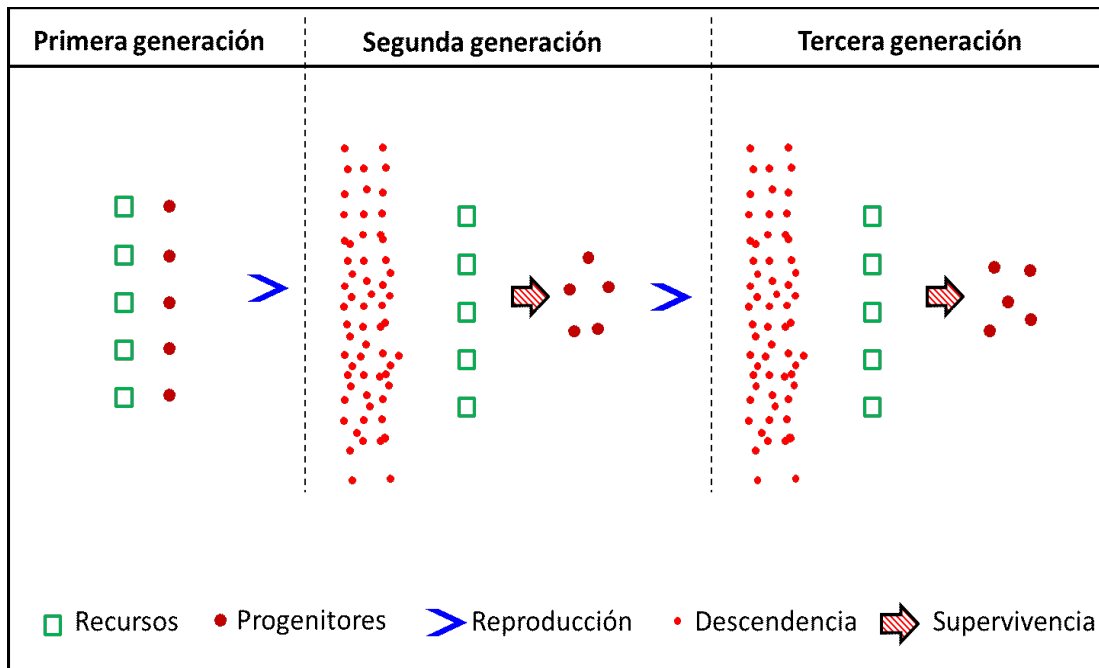 Primera generación
Segunda generación
Tercera generación
Recursos
Progenitores
Reproducción
Descendencia
Supervivencia